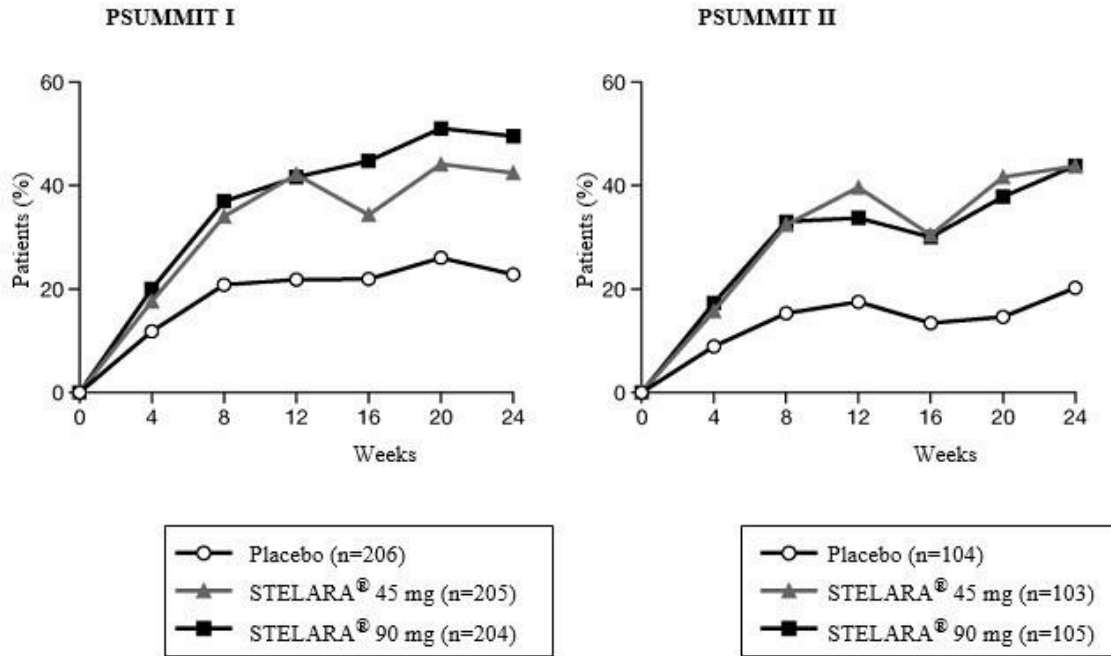 PSUMMIT I
60
40
20
0
Patients (%)
0 4 8 12 16 20 24
Weeks
Placebo (n=206)
STELARA® 45 mg (n=205)
STELARA® 90 mg (n=204)
PSUMMIT II
60
40
20
0
Patients (%)
0 4 8 12 16 20 24
Weeks
Placebo (n=104)
STELARA® 45 mg (n=103)
STELARA® 90 mg (n=105)